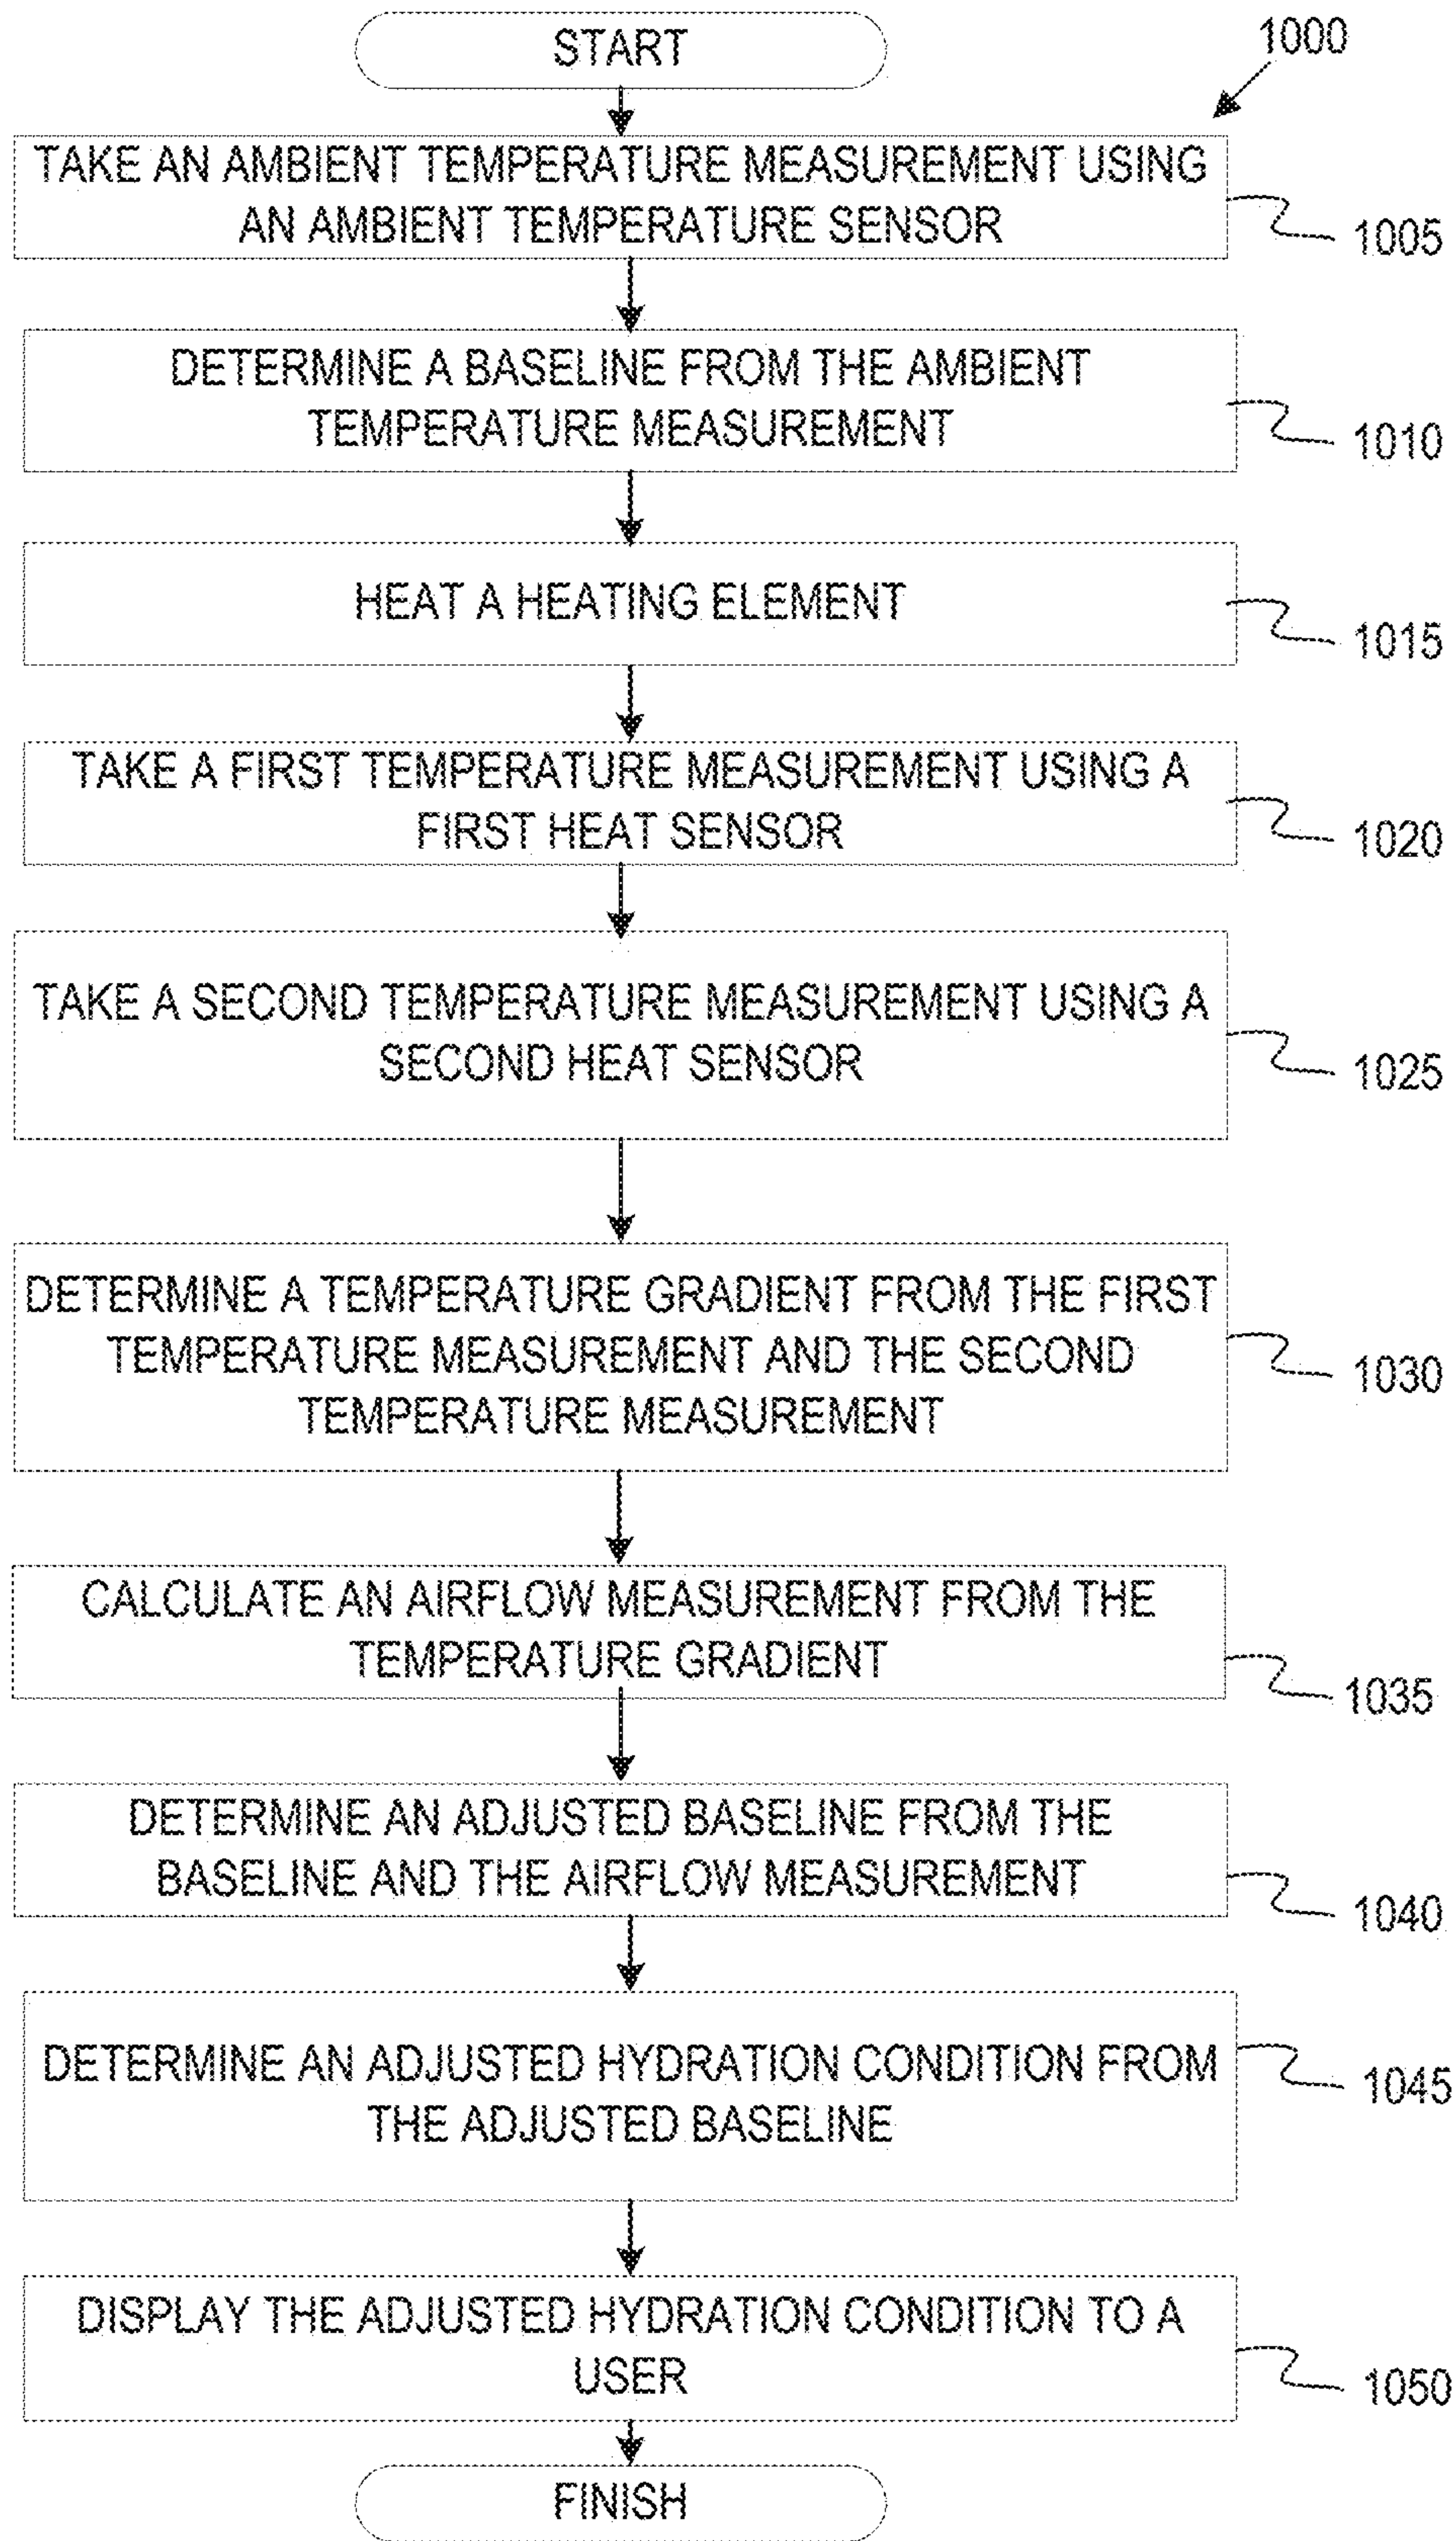 START
1000
TAKE AN AMBIENT TEMPERATURE MEASUREMENT USING
AN AMBIENT TEMPERATURE SENSOR
1005
DETERMINE A BASELINE FROM THE AMBIENT
TEMPERATURE MEASUREMENT
1010
HEAT A HEATING ELEMENT
1015
TAKE A FIRST TEMPERATURE MEASUREMENT USING A
FIRST HEAT SENSOR
1020
TAKE A SECOND TEMPERATURE MEASUREMENT USING A
SECOND HEAT SENSOR
1025
DETERMINE A TEMPERATURE GRADIENT FROM THE FIRST
TEMPERATURE MEASUREMENT AND THE SECOND
TEMPERATURE MEASUREMENT
1030
CALCULATE AN AIRFLOW MEASUREMENT FROM THE
TEMPERATURE GRADIENT
1035
DETERMINE AN ADJUSTED BASELINE FROM THE
BASELINE AND THE AIRFLOW MEASUREMENT
1040
DETERMINE AN ADJUSTED HYDRATION CONDITION FROM
THE ADJUSTED BASELINE
1045
DISPLAY THE ADJUSTED HYDRATION CONDITION TO A
USER
1050
FINISH